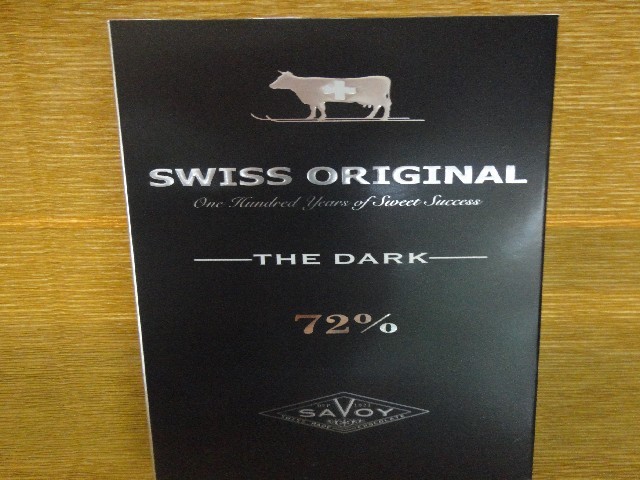 SWISS ORIGINAL
One Hundred Years of Sweet Success
THE DARK
72%
SAVOY